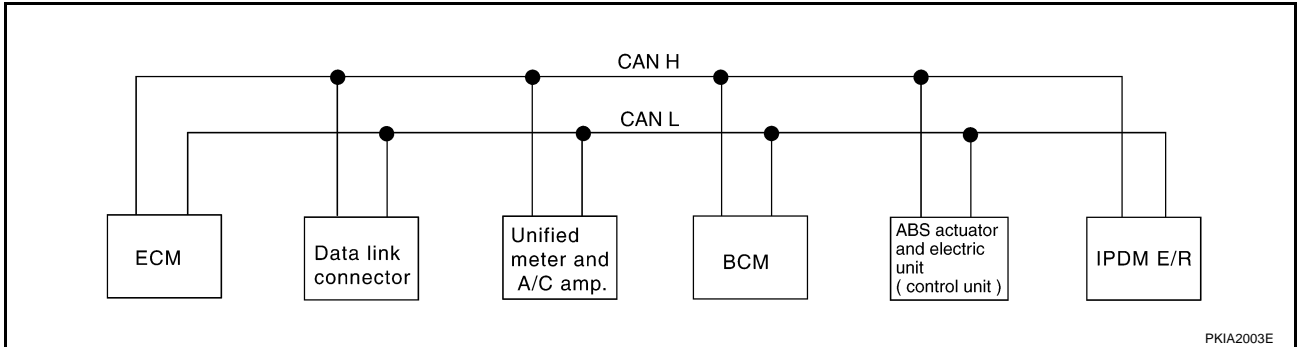 CAN H
CAN L
ECM
Data link
connector
Unified
meter and
A/C amp.
BCM
ABS actuator
and electric
unit
( control unit )
IPDM E/R
PKIA2003E